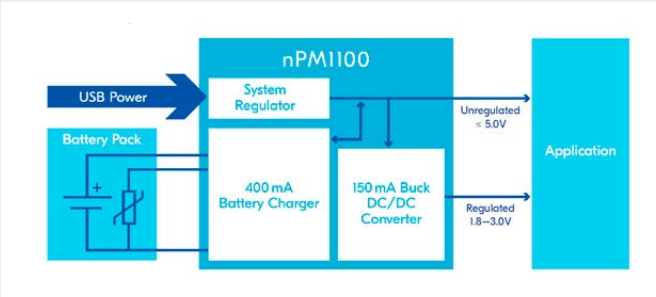 nPM1100
USB Power
System
Regulator
Unregulated
≤ 5.0V
Battery Pack
+
400 mA
Battery Charger
150 mA Buck
DC/DC
Converter
Regulated
1.8–3.0V
Application